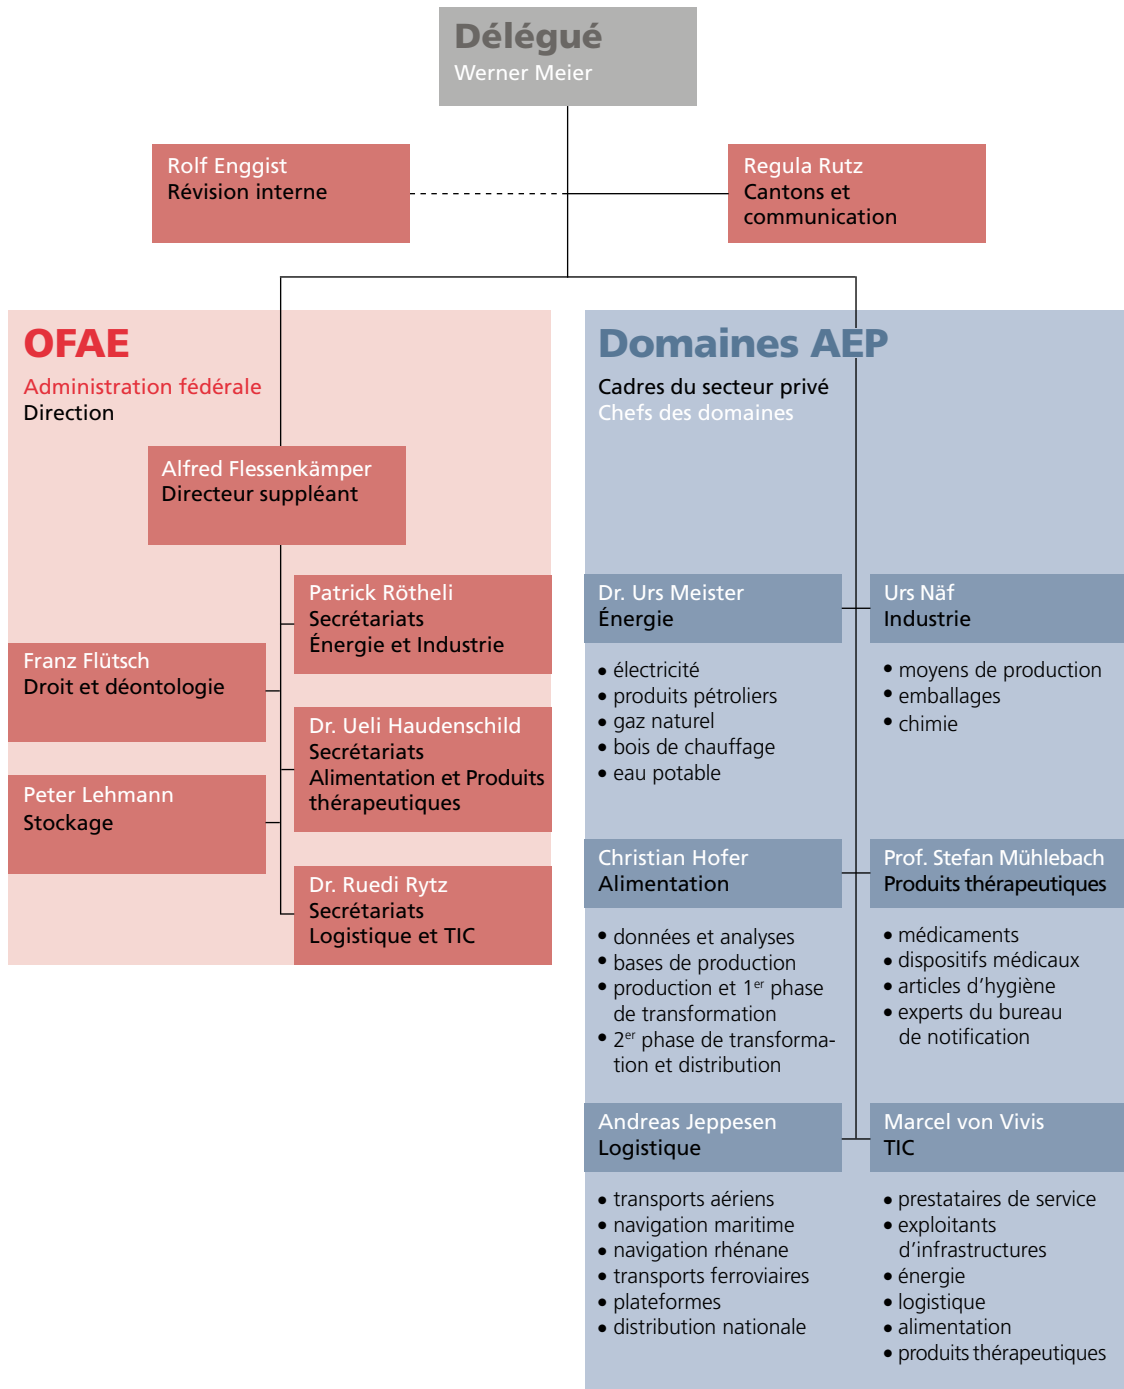 Délégué
Werner Meier
Rolf Enggist
Révision interne
Regula Rutz
Cantons et
communication
OFAE
Administration fédérale
Direction
Alfred Flessenkämper
Directeur suppléant
Patrick Rötheli
Secrétariats
Énergie et Industrie
Franz Flütsch
Droit et déontologie
Dr. Ueli Haudenschild
Secrétariats
Alimentation et Produits
thérapeutiques
Peter Lehmann
Stockage
Dr. Ruedi Rytz
Secrétariats
Logistique et TIC
Domaines AEP
Cadres du secteur privé
Chefs des domaines
Dr. Urs Meister
Énergie
• électricité
• produits pétroliers
• gaz naturel
• bois de chauffage
• eau potable
Urs Näf
Industrie
• moyens de production
• emballages
• chimie
Christian Hofer
Alimentation
• données et analyses
• bases de production
• production et 1er phase
de transformation
• 2er phase de transforma-
tion et distribution
Prof. Stefan Mühlebach
Produits thérapeutiques
• médicaments
• dispositifs médicaux
• articles d’hygiène
• experts du bureau
de notification
Andreas Jeppesen
Logistique
• transports aériens
• navigation maritime
• navigation rhénane
• transports ferroviaires
• plateformes
• distribution nationale
Marcel von Vivis
TIC
• prestataires de service
• exploitants
d’infrastructures
• énergie
• logistique
• alimentation
• produits thérapeutiques